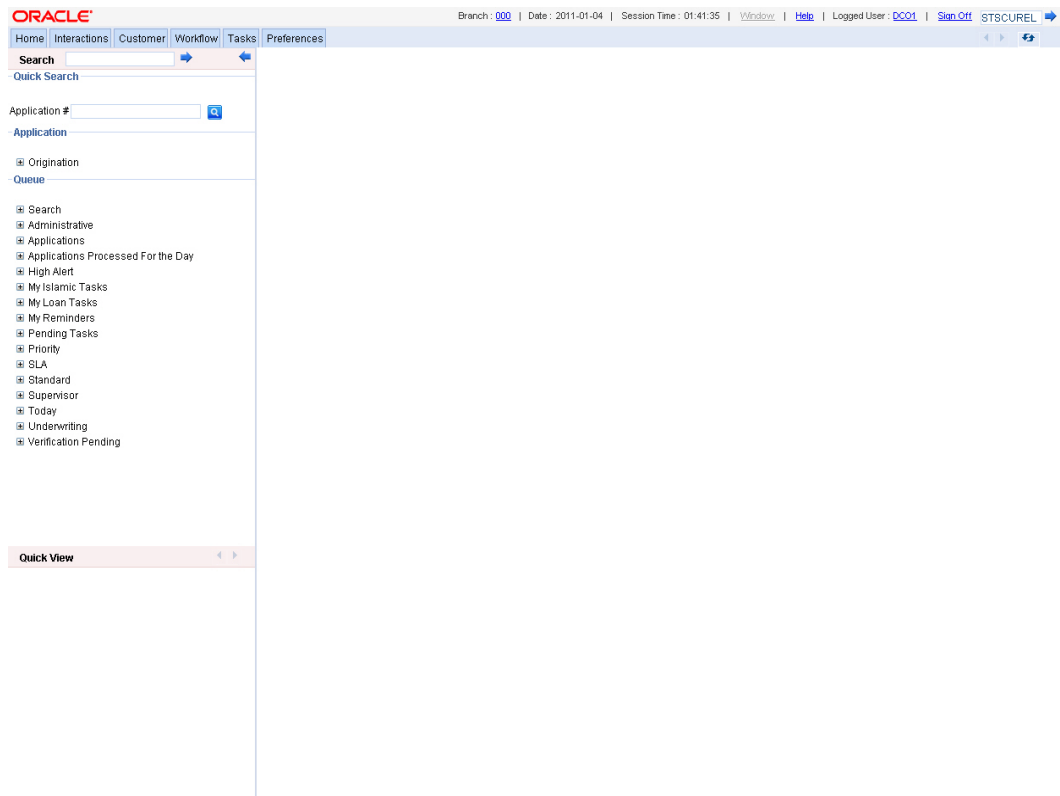 ORACLE
Branch : 000 | Date : 2011-01-04 | Session Time : 01:41:35 | Window | Help | Logged User : DC01 | Sign Off STSCUREL
Home Interactions Customer Workflow Tasks Preferences
Search
Quick Search
Application #
Application
Origination
Queue
Search
Administrative
Applications
Applications Processed For the Day
High Alert
My Islamic Tasks
My Loan Tasks
My Reminders
Pending Tasks
Priority
SLA
Standard
Supervisor
Today
Underwriting
Verification Pending
Quick View